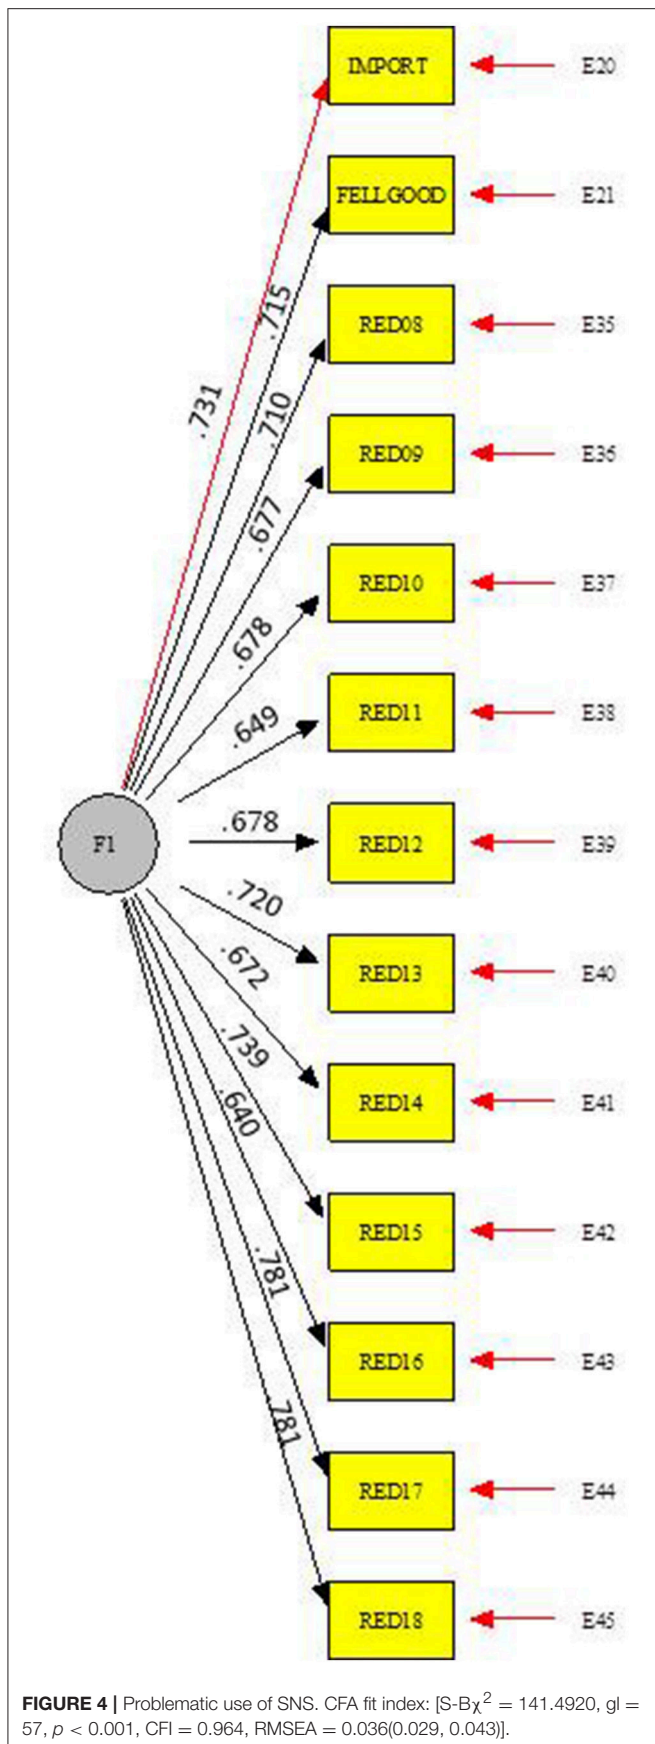 IMPORT E20
FELLGOOD E21
.715
RED08 E35
.731
.710
RED09 E36
.677
RED10 E37
.678
RED11 E38
.649
F1 .678 RED12 E39
.720
RED13 E40
.672
.739
RED14 E41
.640
RED15 E42
.781
RED16 E43
.781
RED17 E44
RED18 E45
FIGURE 4 | Problematic use of SNS. CFA fit index: [S-Bχ² = 141.4920, gl =
57, p < 0.001, CFI = 0.964, RMSEA = 0.036(0.029, 0.043)].